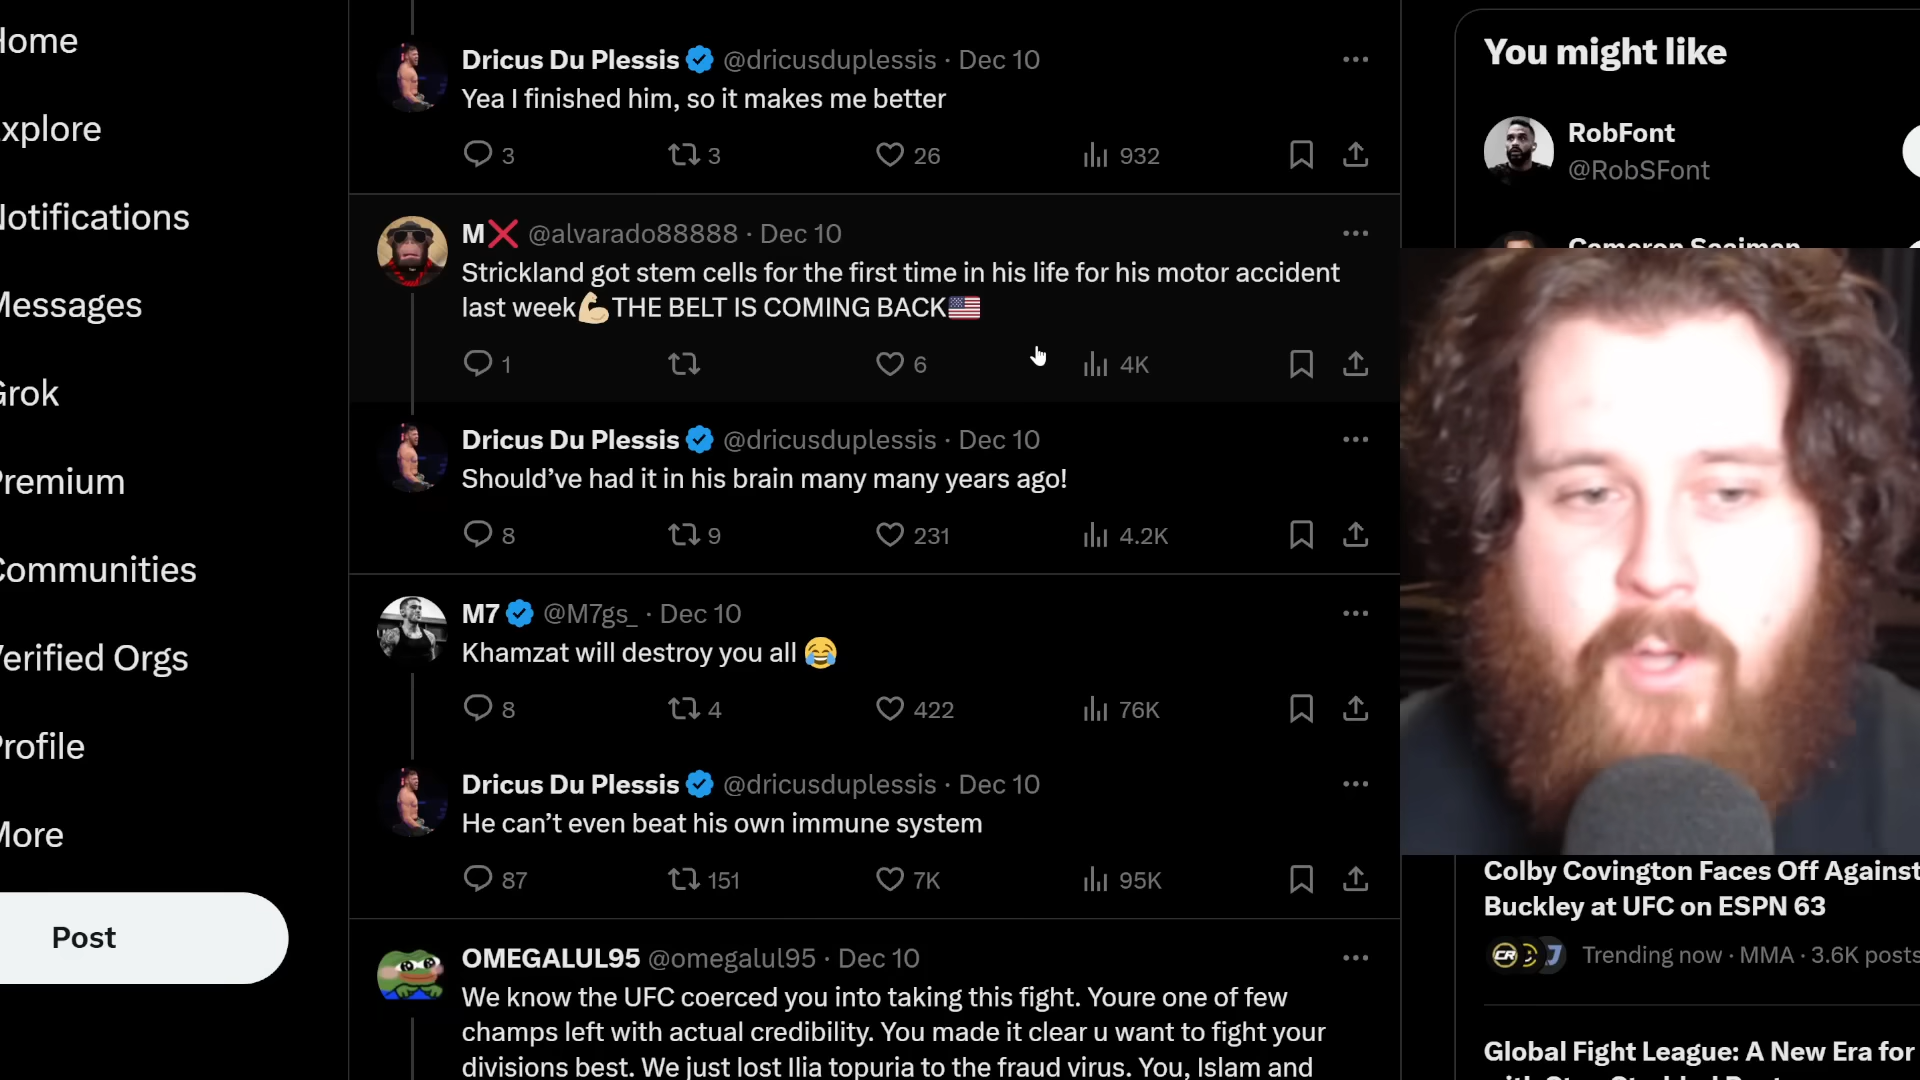 Home
Dricus Du Plessis @dricusduplessis · Dec 10
Yea I finished him, so it makes me better
3 3 26 932
You might like
RobFont
@RobSFont
Explore
Notifications
M❌ @alvarado88888 · Dec 10
Strickland got stem cells for the first time in his life for his motor accident
last week💪🏼THE BELT IS COMING BACK🇺🇸
1 6 4K
Messages
Grok
Dricus Du Plessis @dricusduplessis · Dec 10
Should’ve had it in his brain many many years ago!
8 9 231 4.2K
Premium
Communities
M7 @M7gs_ · Dec 10
Khamzat will destroy you all 😂
8 4 422 76K
Verified Orgs
Profile
Dricus Du Plessis @dricusduplessis · Dec 10
He can’t even beat his own immune system
87 151 7K 95K
More
Post
Colby Covington Faces Off Against
Buckley at UFC on ESPN 63
Trending now · MMA · 3.6K posts
OMEGALUL95 @omegalul95 · Dec 10
We know the UFC coerced you into taking this fight. Youre one of few
champs left with actual credibility. You made it clear u want to fight your
divisions best. We just lost Ilia topuria to the fraud virus. You, Islam and
Global Fight League: A New Era for